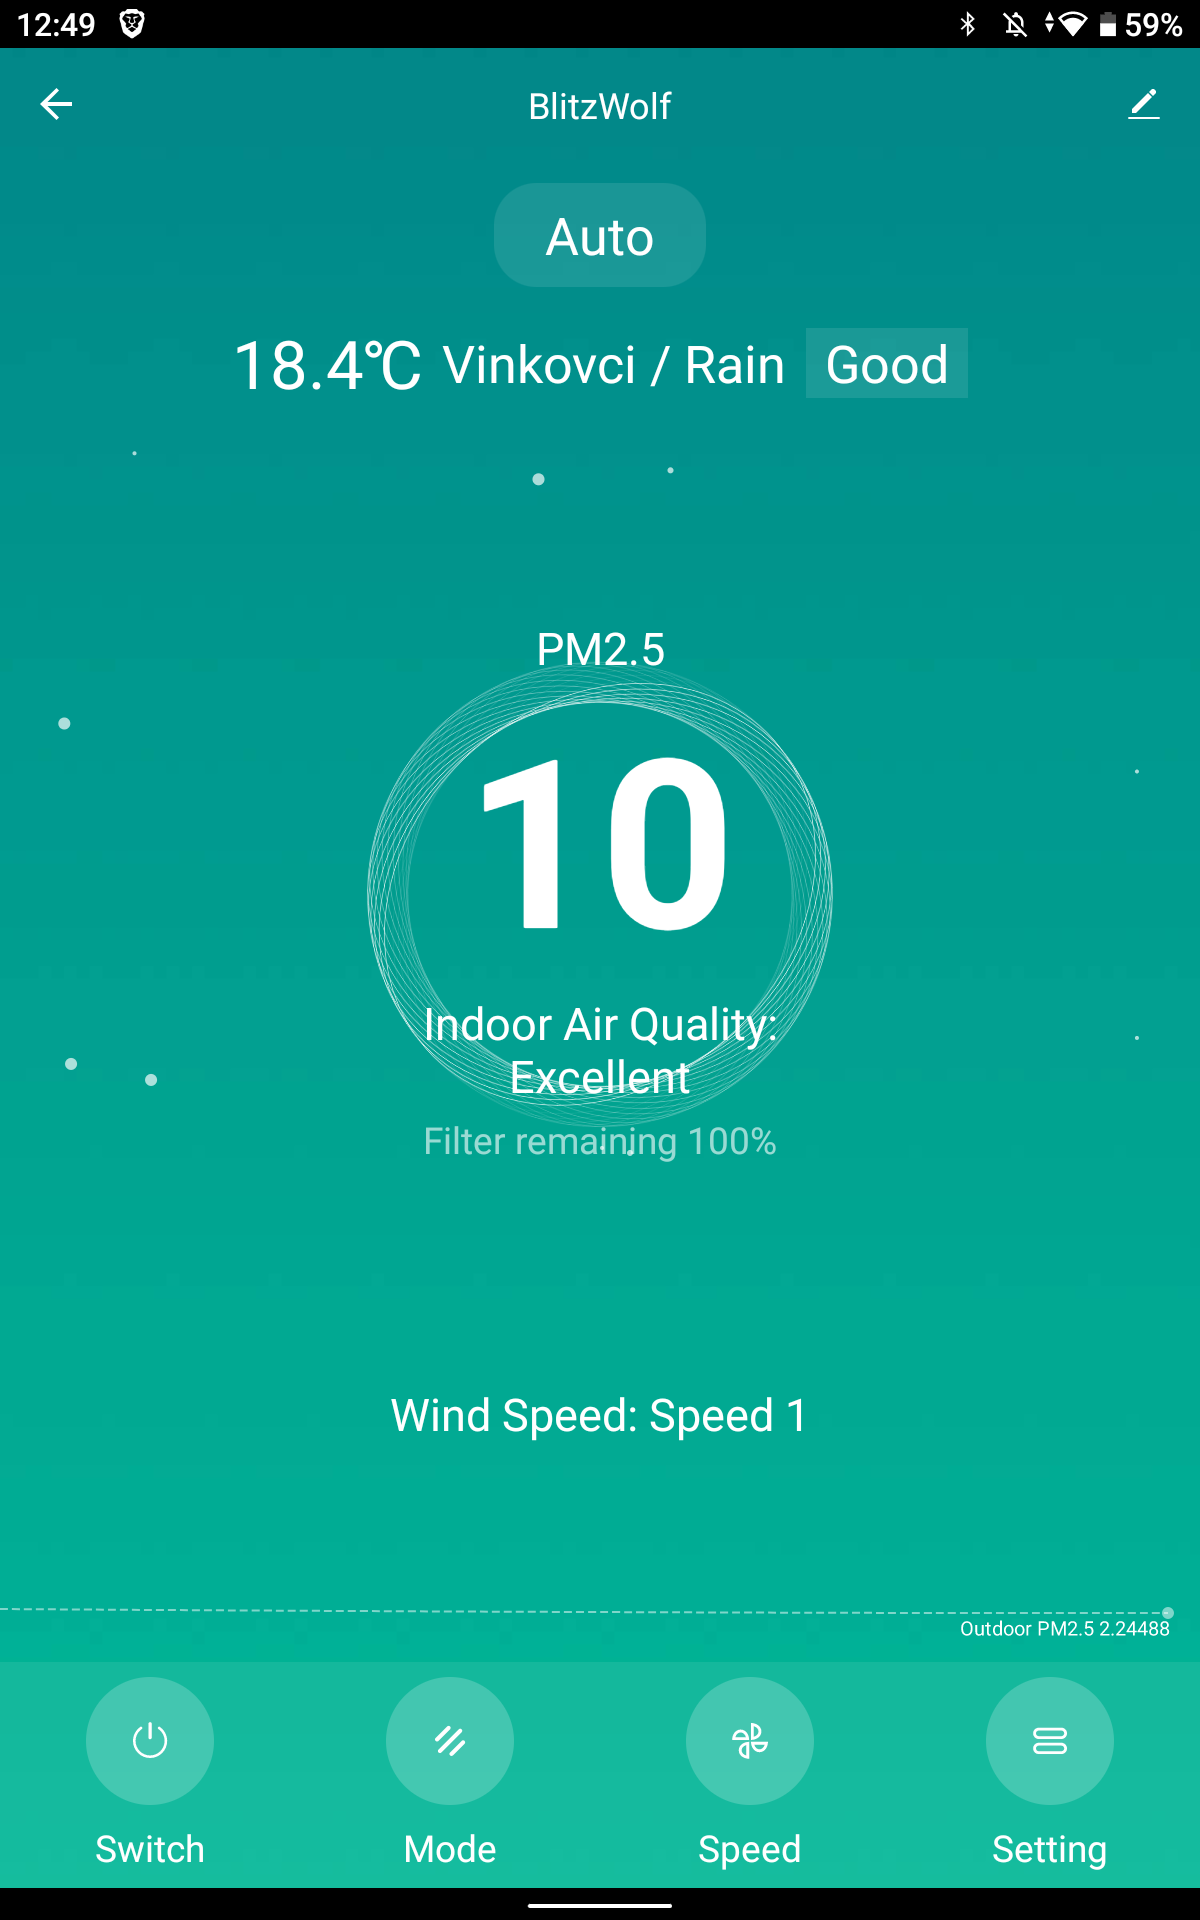 12:49 59%
BlitzWolf
Auto
18.4℃ Vinkovci / Rain Good
PM2.5
10
Indoor Air Quality:
Excellent
Filter remaining 100%
Wind Speed: Speed 1
Outdoor PM2.5 2.24488
Switch Mode Speed Setting